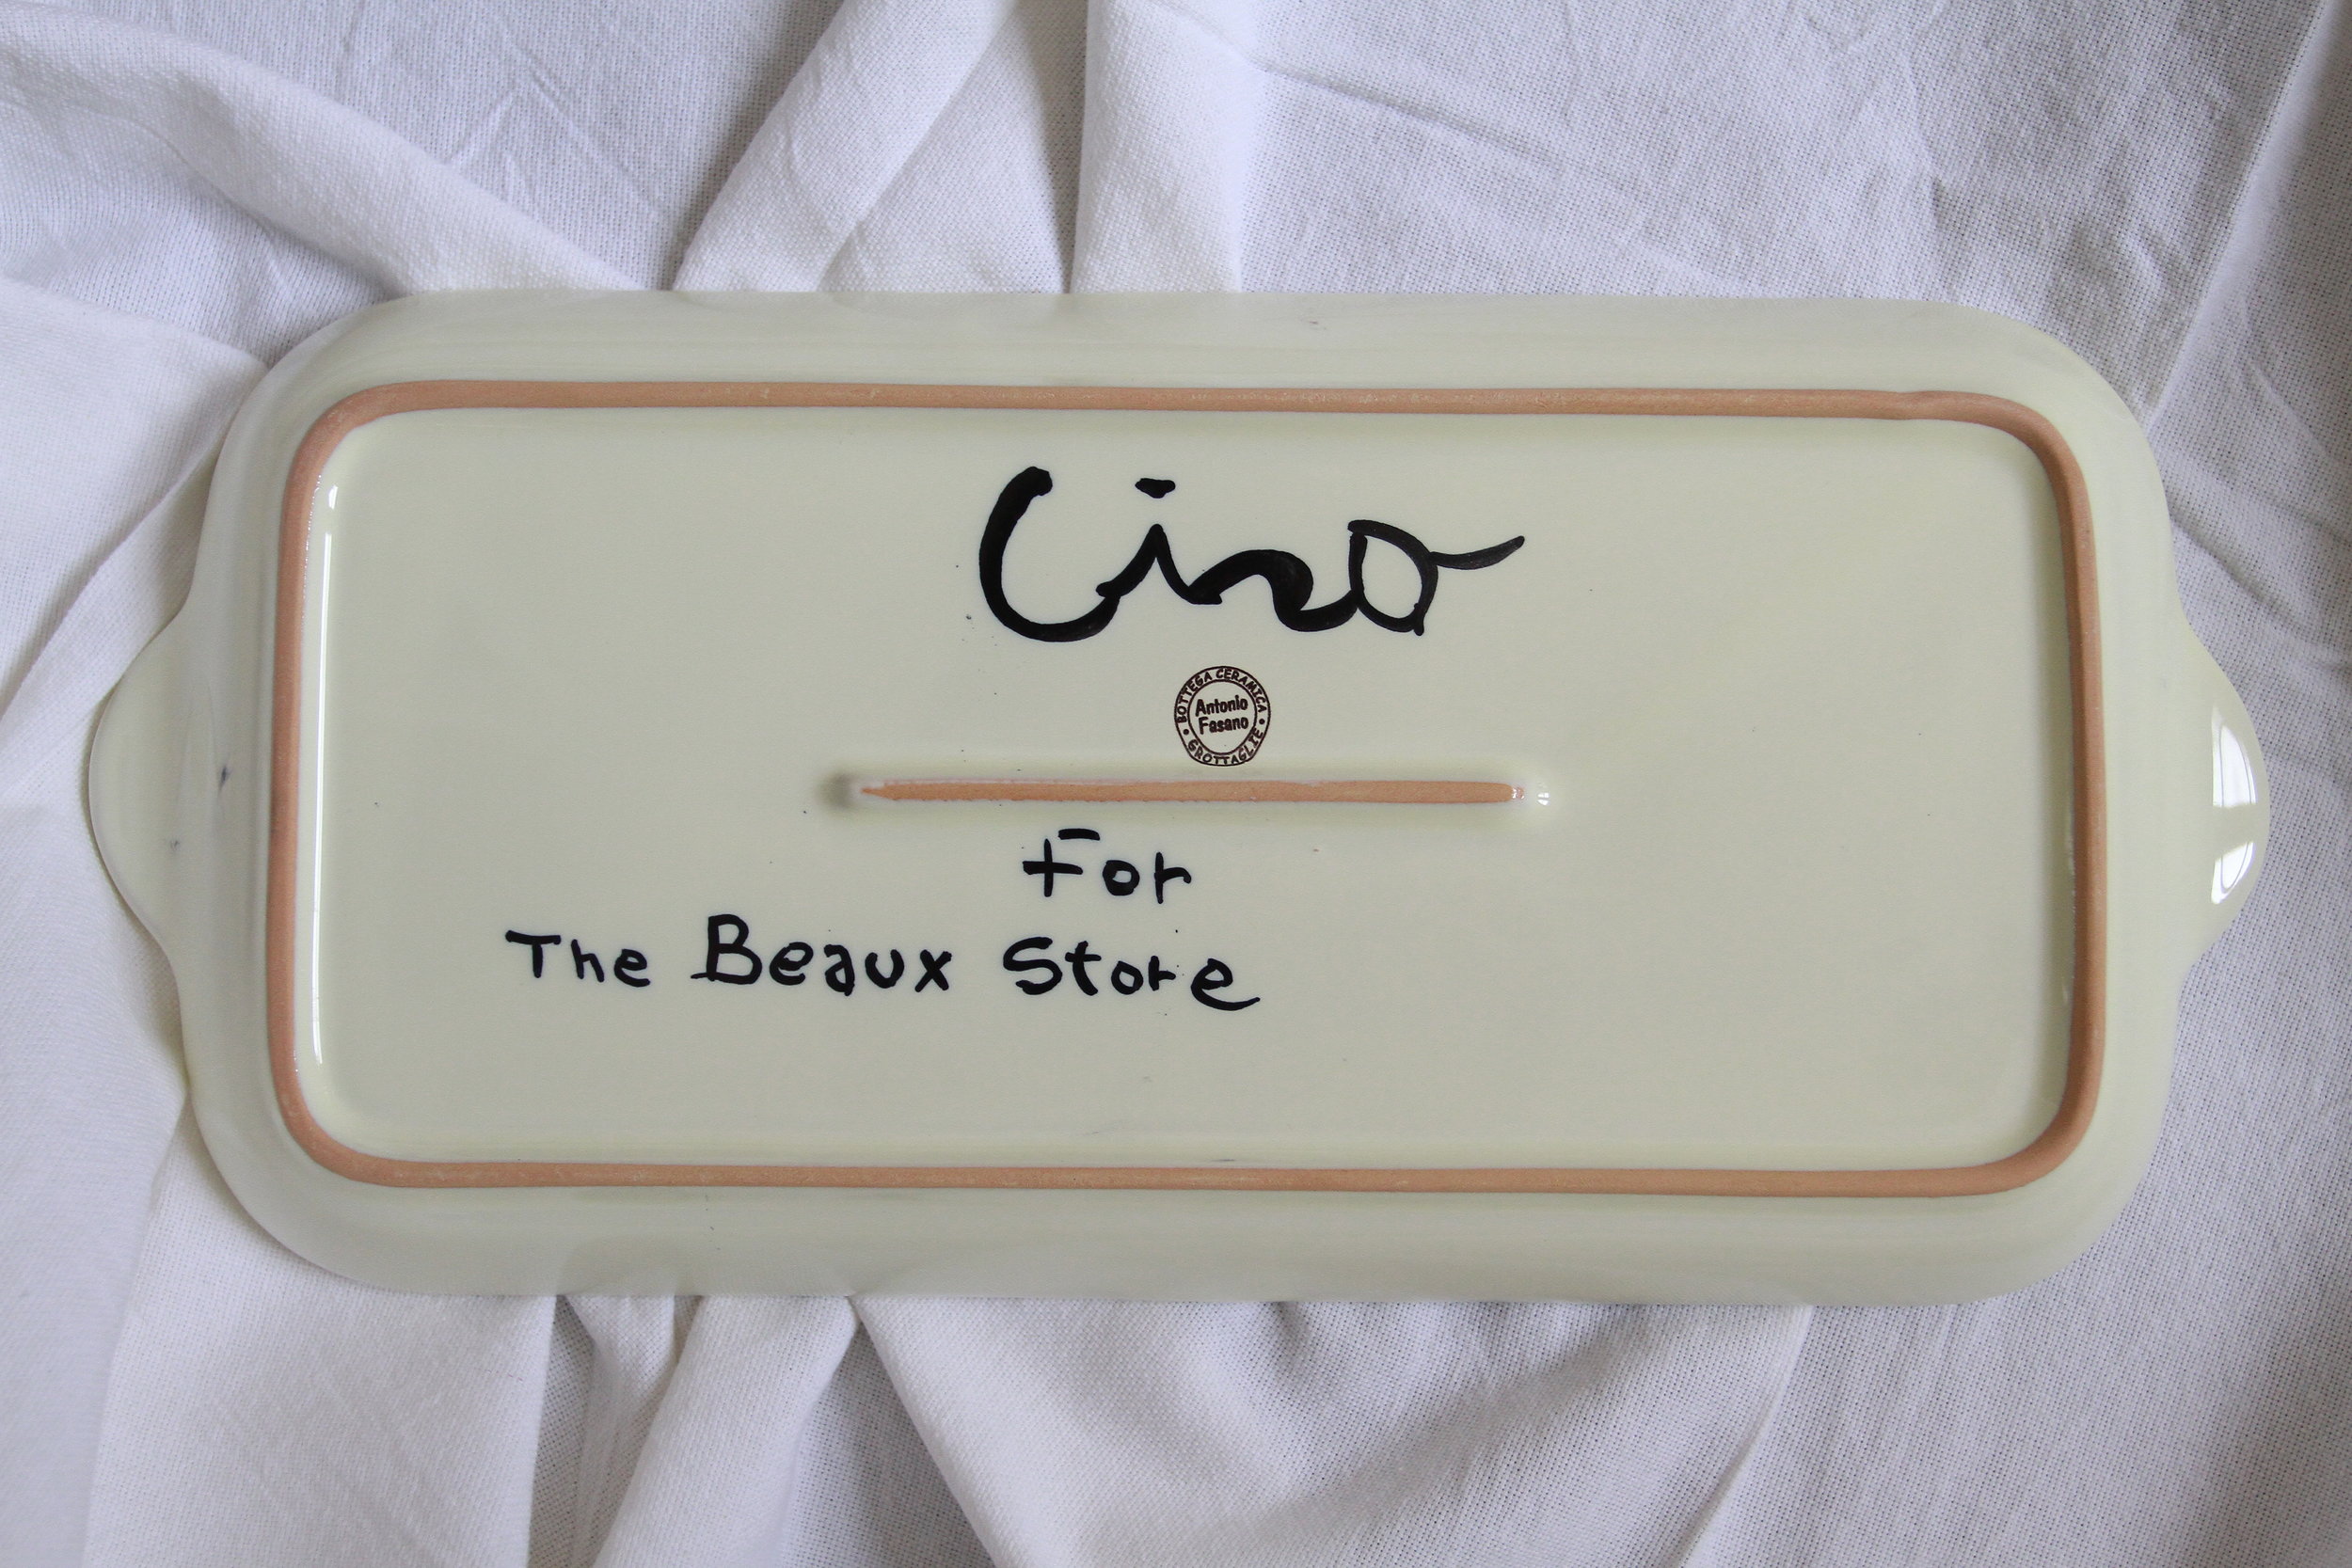 Ciro
BOTTEGA CERAMICA
Antonio
Fasano
GROTTAGLIE
For
The Beaux Store